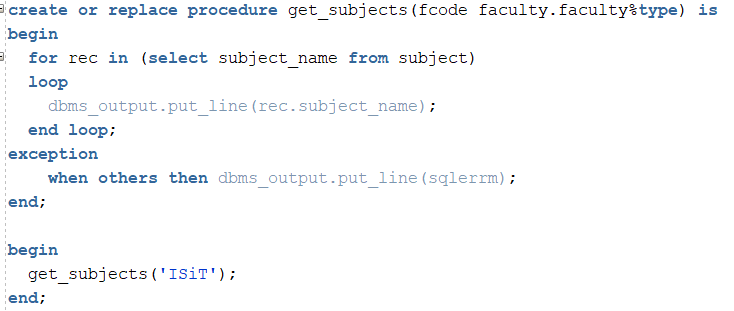 create or replace procedure get_subjects(fcode faculty.faculty%type) is
begin
  for rec in (select subject_name from subject)
  loop
    dbms_output.put_line(rec.subject_name);
  end loop;
exception
    when others then dbms_output.put_line(sqlerrm);
end;

begin
  get_subjects('ISiT');
end;